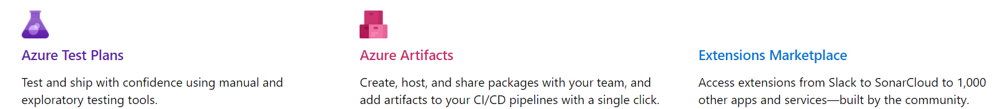 Azure Test Plans
Test and ship with confidence using manual and
exploratory testing tools.
Azure Artifacts
Create, host, and share packages with your team, and
add artifacts to your CI/CD pipelines with a single click.
Extensions Marketplace
Access extensions from Slack to SonarCloud to 1,000
other apps and services—built by the community.